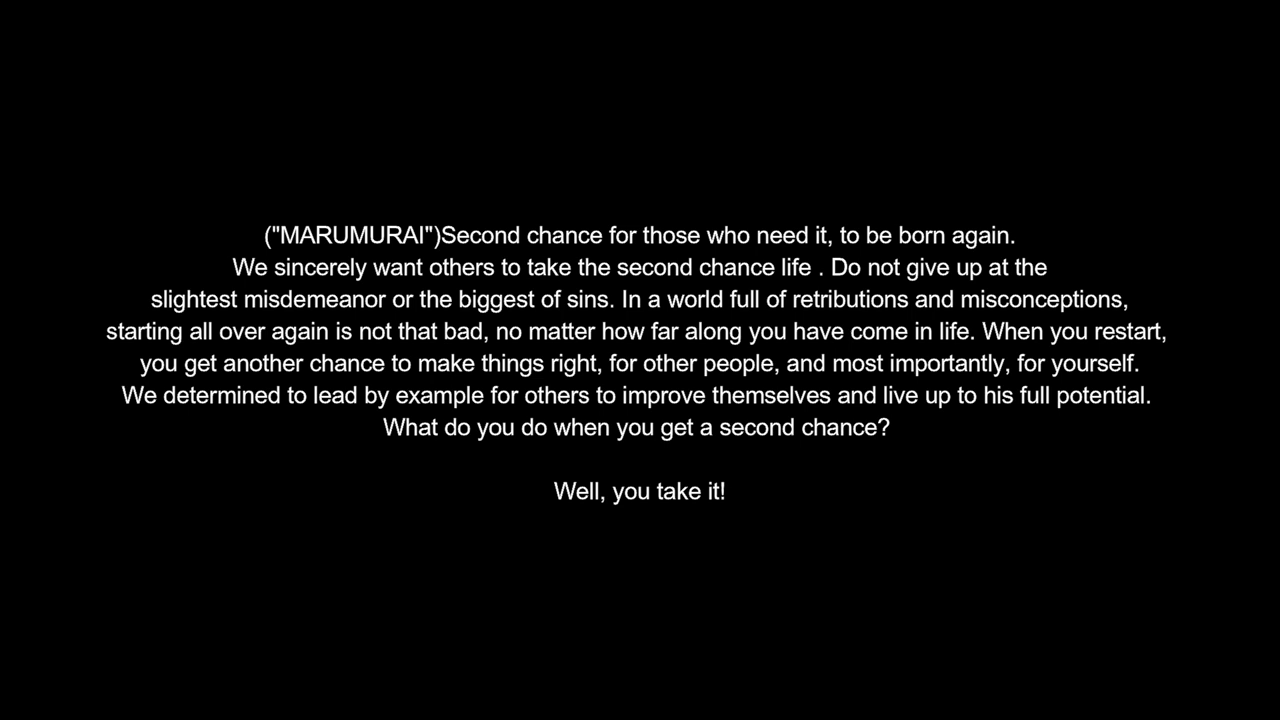 ("MARUMURAI")Second chance for those who need it, to be born again.
We sincerely want others to take the second chance life . Do not give up at the
slightest misdemeanor or the biggest of sins. In a world full of retributions and misconceptions,
starting all over again is not that bad, no matter how far along you have come in life. When you restart,
you get another chance to make things right, for other people, and most importantly, for yourself.
We determined to lead by example for others to improve themselves and live up to his full potential.
What do you do when you get a second chance?
Well, you take it!